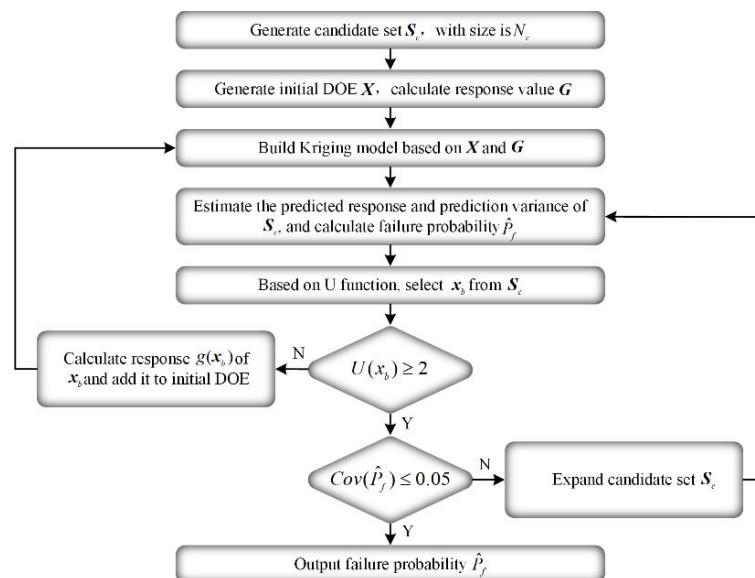 Generate candidate set S_c, with size is N_c
Generate initial DOE X, calculate response value G
Build Kriging model based on X and G
Estimate the predicted response and prediction variance of
S_c, and calculate failure probability P̂_f
Based on U function, select x_b from S_c
Calculate response g(x_b) of
x_b and add it to initial DOE
N
U(x_b) ≥ 2
Y
Cov(P̂_f) ≤ 0.05
N
Expand candidate set S_c
Y
Output failure probability P̂_f